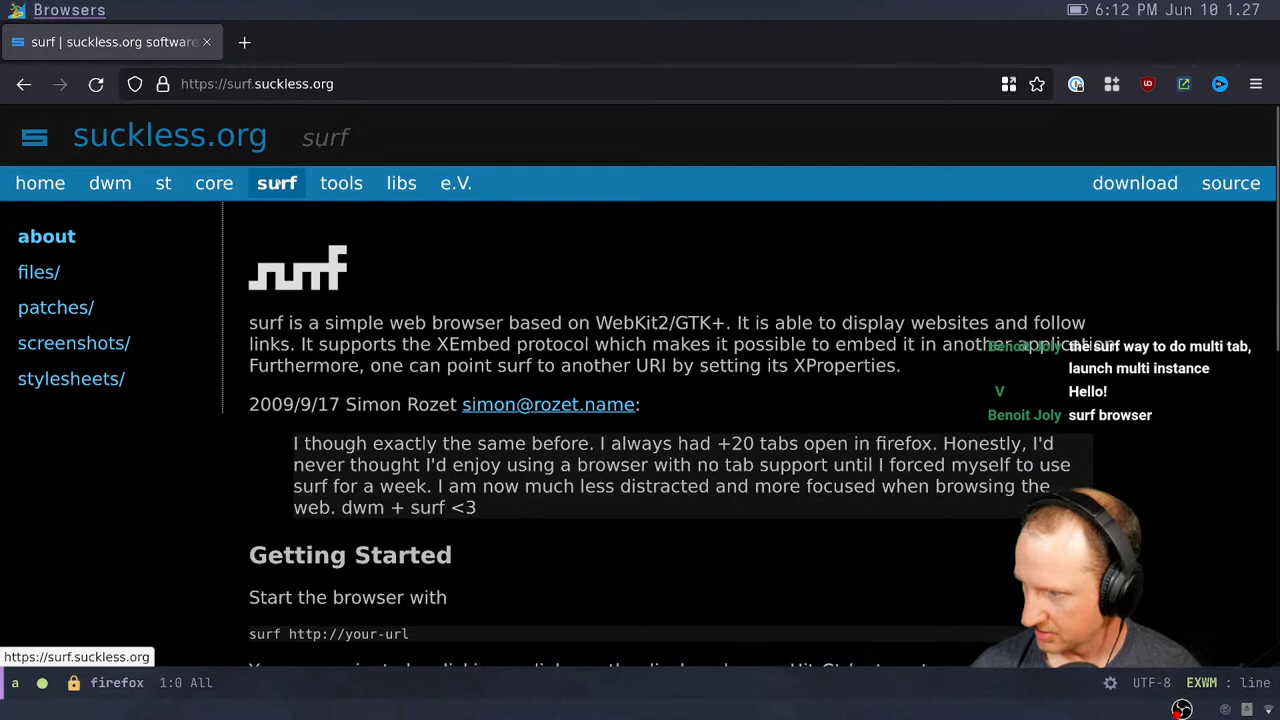 Browsers
6:12 PM Jun 10 1.27
surf | suckless.org software
https://surf.suckless.org
suckless.org surf
home dwm st core surf tools libs e.V. download source
about
files/
patches/
screenshots/
stylesheets/
surf
surf is a simple web browser based on WebKit2/GTK+. It is able to display websites and follow
links. It supports the XEmbed protocol which makes it possible to embed it in another application.
Furthermore, one can point surf to another URI by setting its XProperties.
Benoit Joly the surf way to do multi tab,
launch multi instance
V Hello!
Benoit Joly surf browser
2009/9/17 Simon Rozet simon@rozet.name:
I though exactly the same before. I always had +20 tabs open in firefox. Honestly, I'd
never thought I'd enjoy using a browser with no tab support until I forced myself to use
surf for a week. I am now much less distracted and more focused when browsing the
web. dwm + surf <3
Getting Started
Start the browser with
surf http://your-url
https://surf.suckless.org
a firefox 1:0 All UTF-8 EXWM : line